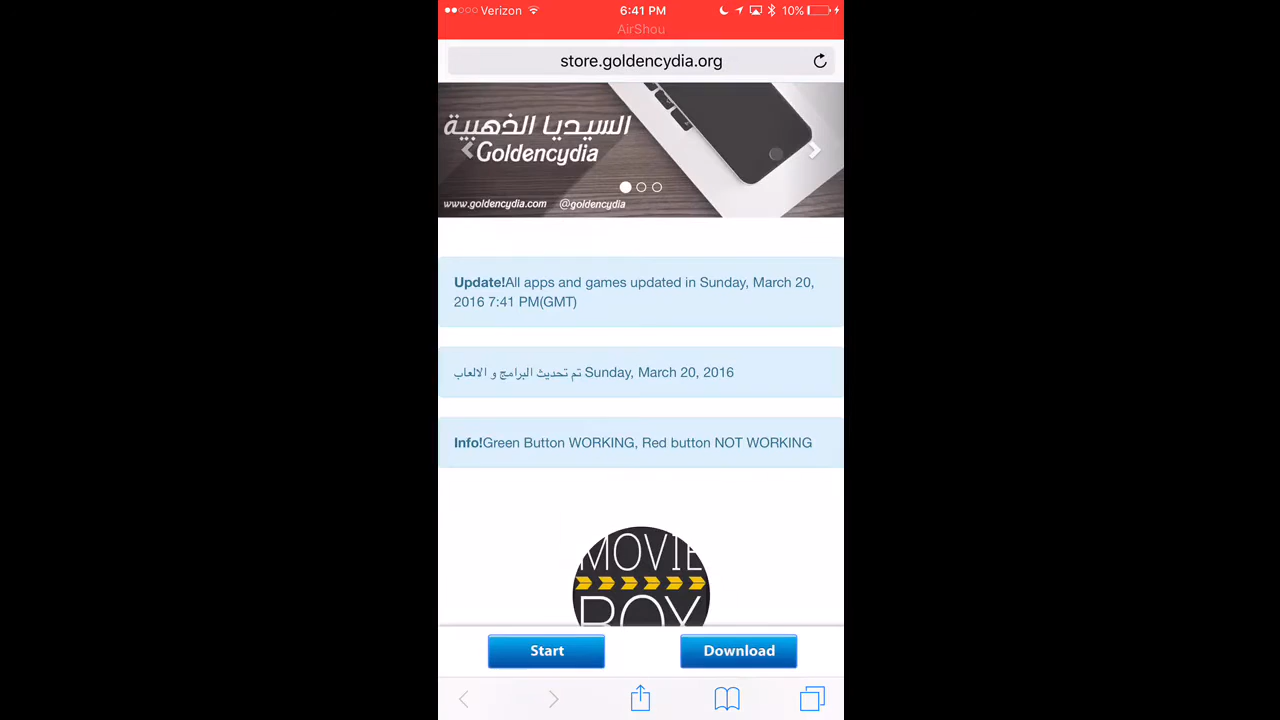 Verizon 6:41 PM 10%
AirShou
store.goldencydia.org
السيديا الذهبية
Goldencydia
www.goldencydia.com @goldencydia
Update!All apps and games updated in Sunday, March 20,
2016 7:41 PM(GMT)
تم تحديث البرامج و الالعاب Sunday, March 20, 2016
Info!Green Button WORKING, Red button NOT WORKING
MOVIE
BOX
Start Download